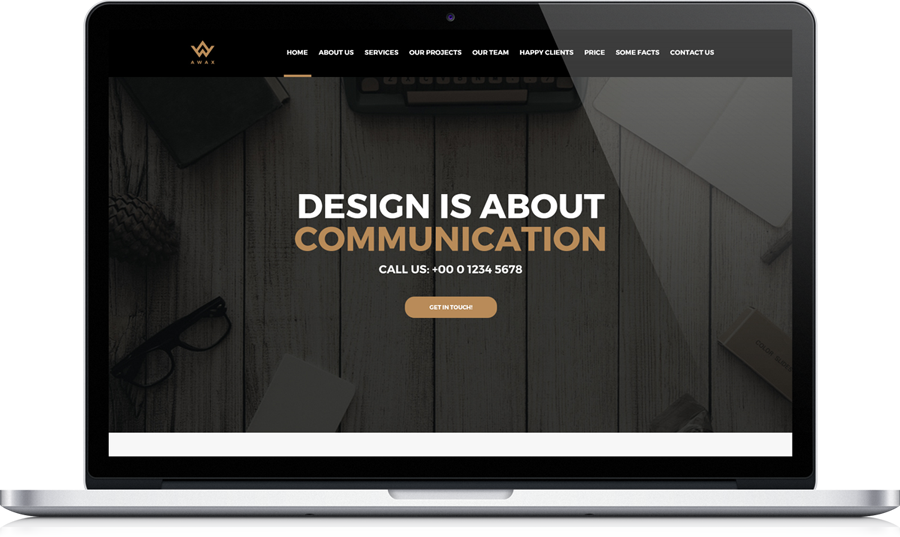 AWAX
HOME ABOUT US SERVICES OUR PROJECTS OUR TEAM HAPPY CLIENTS PRICE SOME FACTS CONTACT US
DESIGN IS ABOUT
COMMUNICATION
CALL US: +00 0 1234 5678
GET IN TOUCH!
COLOR